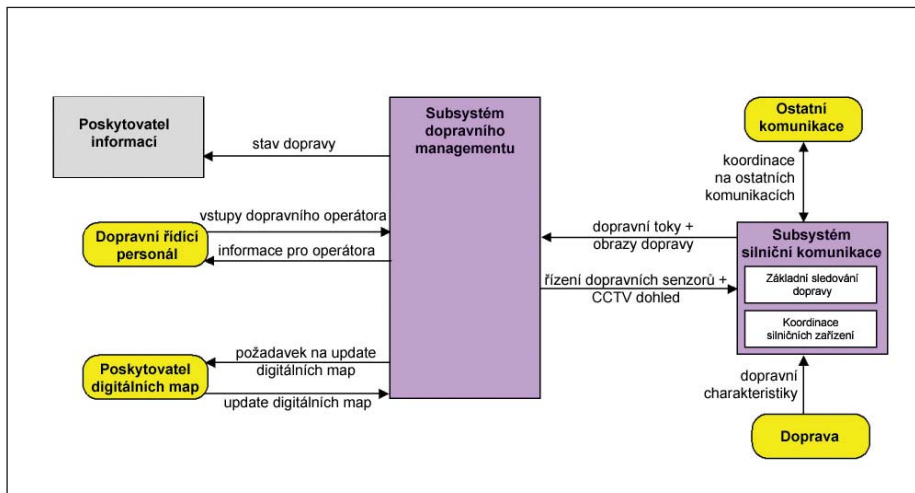 Poskytovatel
informací
stav dopravy
Subsystém
dopravního
managementu
Ostatní
komunikace
koordinace
na ostatních
komunikacích
vstupy dopravního operátora
Dopravní řídící
personál
informace pro operátora
dopravní toky +
obrazy dopravy
řízení dopravních senzorů +
CCTV dohled
Subsystém
silniční komunikace
Základní sledování
dopravy
Koordinace
silničních zařízení
požadavek na update
digitálních map
Poskytovatel
digitálních map
update digitálních map
dopravní
charakteristiky
Doprava